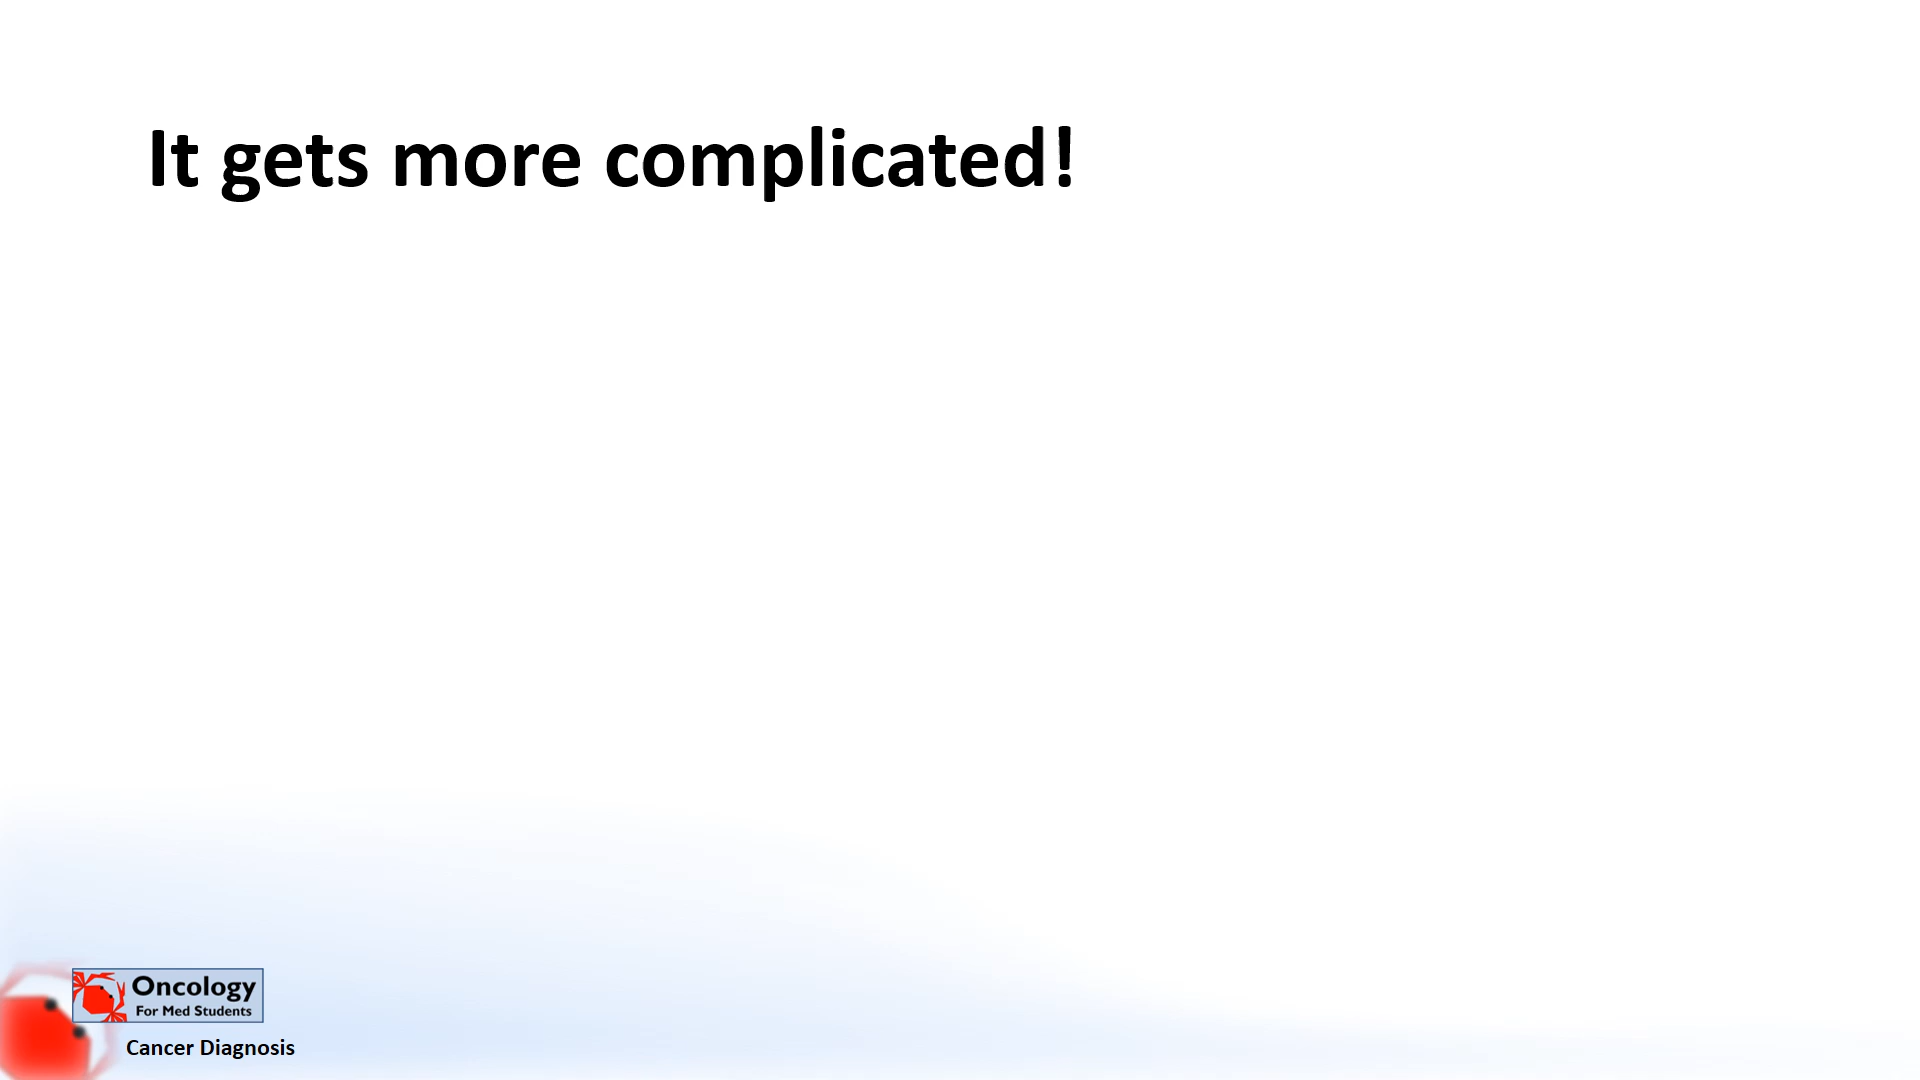 It gets more complicated!
Oncology
For Med Students
Cancer Diagnosis